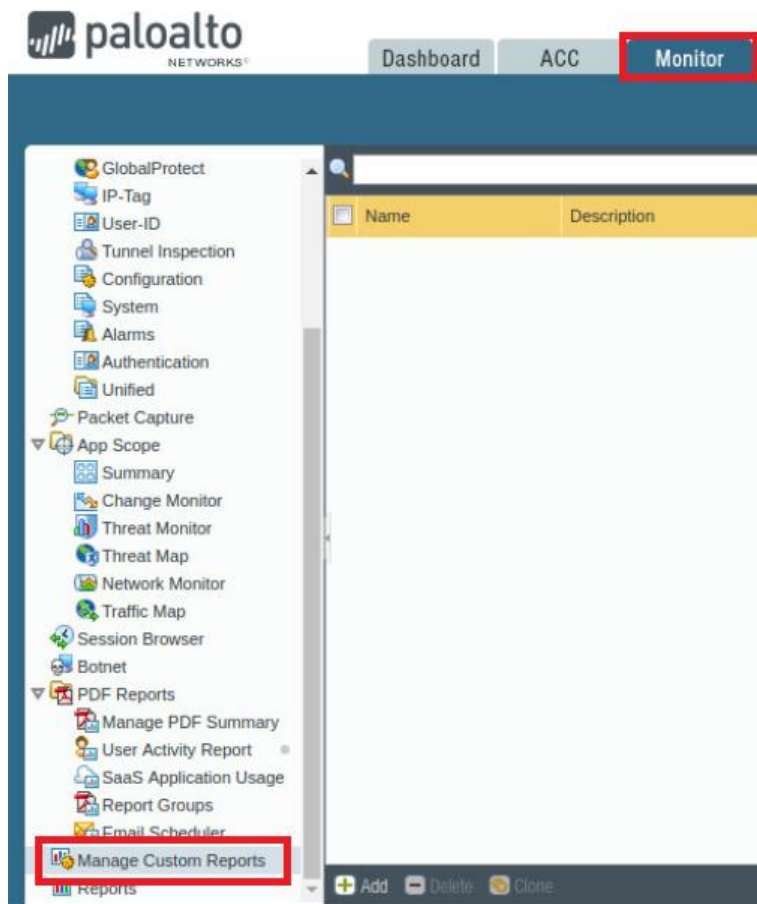 paloalto
NETWORKS®
Dashboard ACC Monitor
GlobalProtect
IP-Tag
User-ID
Tunnel Inspection
Configuration
System
Alarms
Authentication
Unified
Packet Capture
App Scope
Summary
Change Monitor
Threat Monitor
Threat Map
Network Monitor
Traffic Map
Session Browser
Botnet
PDF Reports
Manage PDF Summary
User Activity Report
SaaS Application Usage
Report Groups
Email Scheduler
Manage Custom Reports
Reports
Name Description
Add Delete Clone